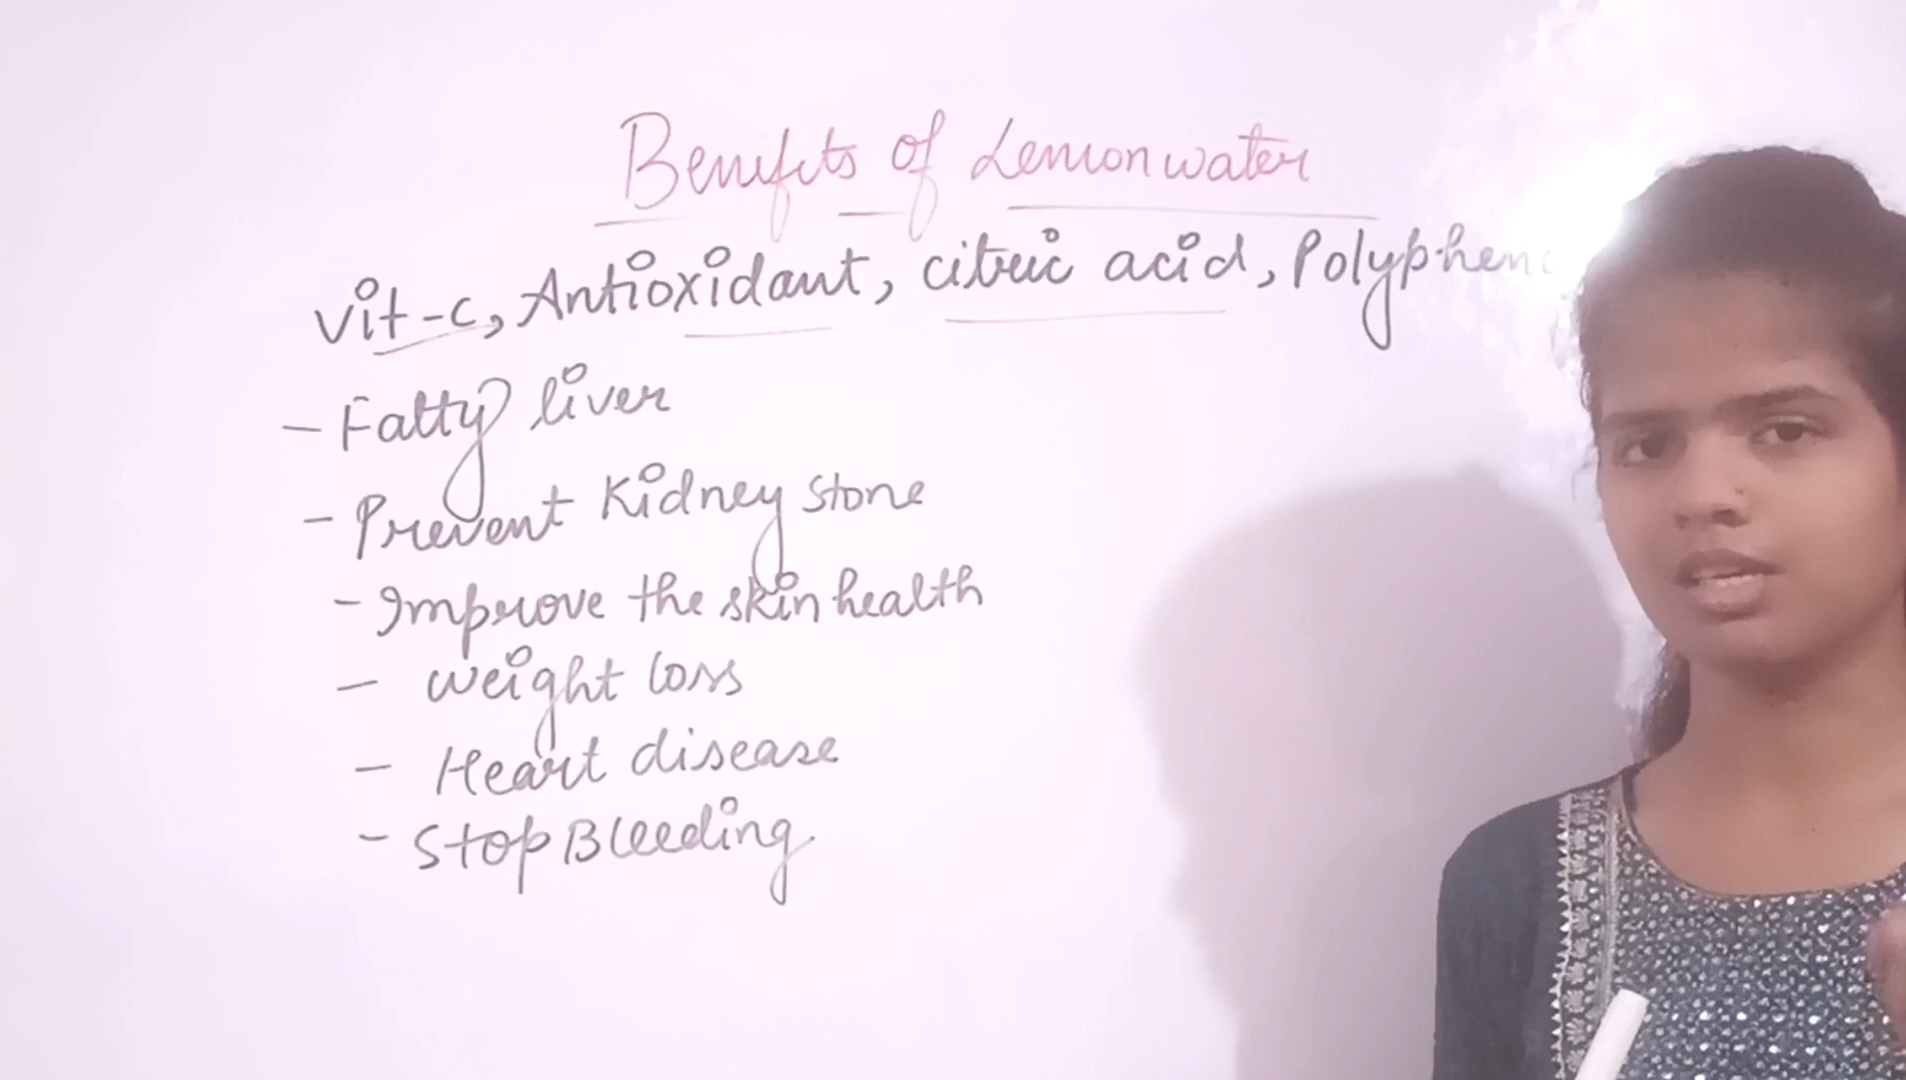 Benefits of Lemon water
Vit-C, Antioxidant, citric acid, Polyphen
- Fatty liver
- Prevent Kidney stone
- Improve the skin health
- weight loss
- Heart disease
- Stop Bleeding.